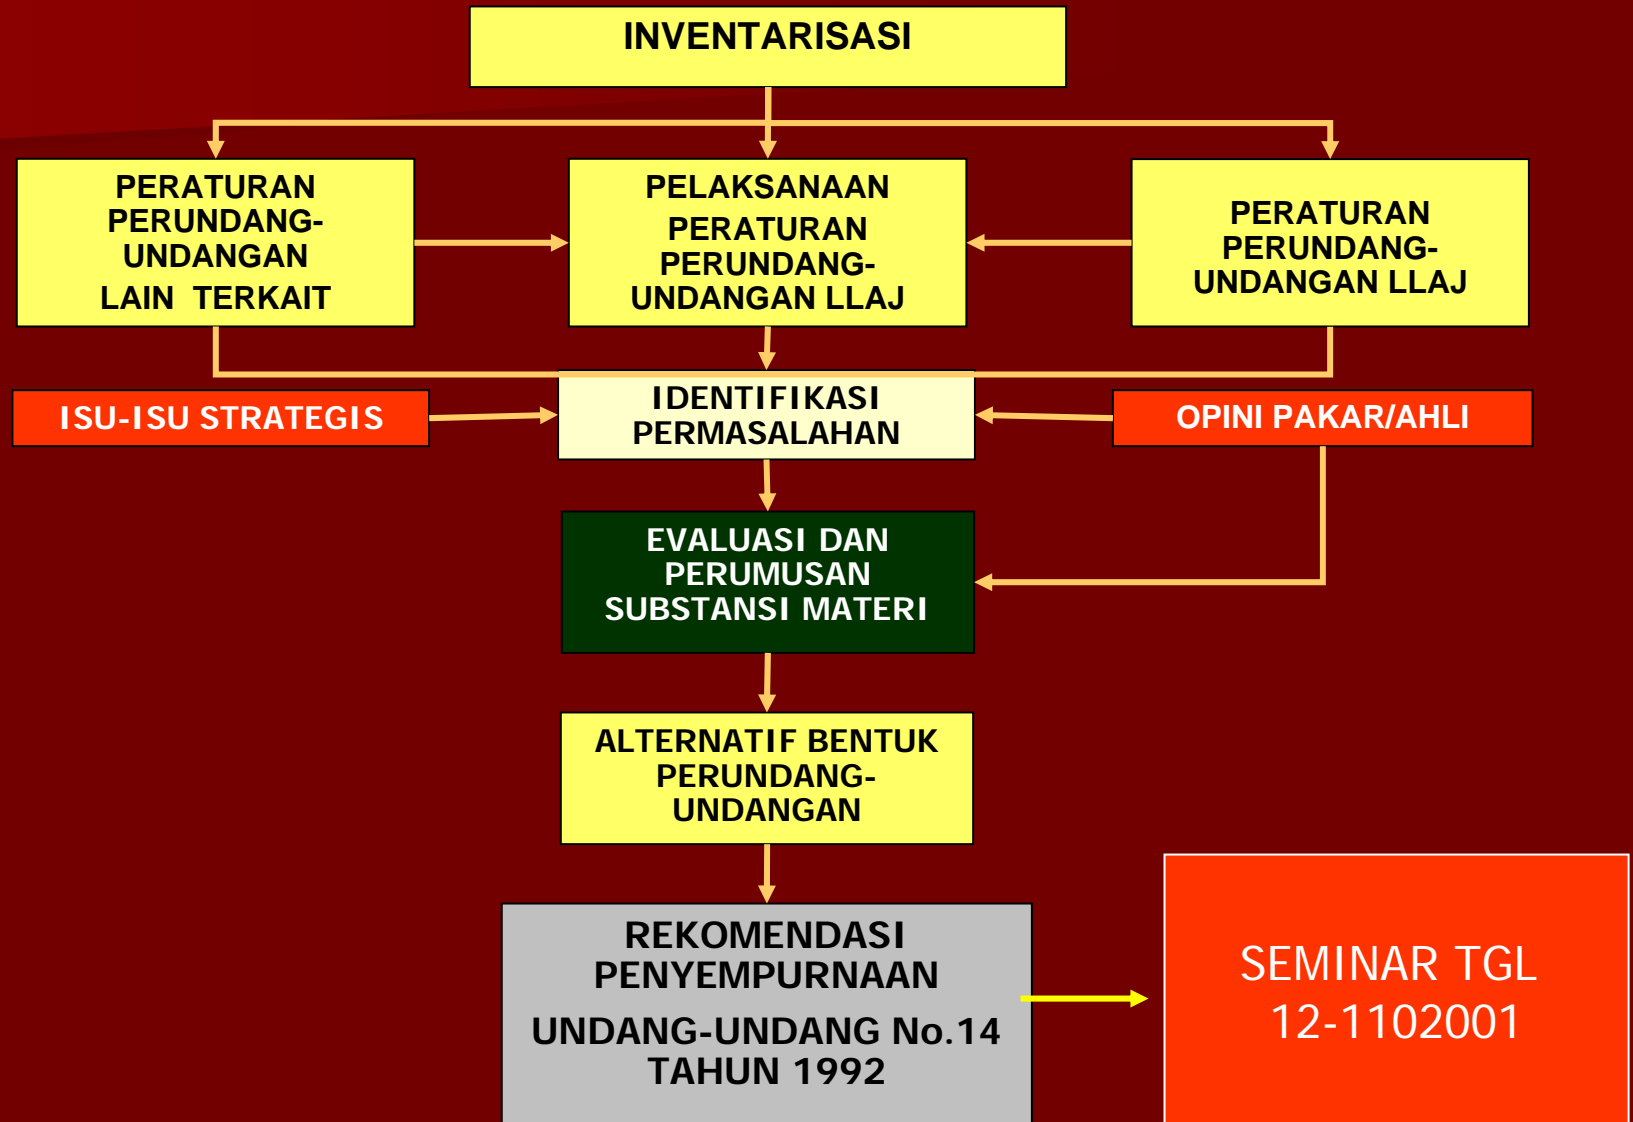 INVENTARISASI
PERATURAN
PERUNDANG-
UNDANGAN
LAIN TERKAIT
PELAKSANAAN
PERATURAN
PERUNDANG-
UNDANGAN LLAJ
PERATURAN
PERUNDANG-
UNDANGAN LLAJ
ISU-ISU STRATEGIS
IDENTIFIKASI
PERMASALAHAN
OPINI PAKAR/AHLI
EVALUASI DAN
PERUMUSAN
SUBSTANSI MATERI
ALTERNATIF BENTUK
PERUNDANG-
UNDANGAN
REKOMENDASI
PENYEMPURNAAN
UNDANG-UNDANG No.14
TAHUN 1992
SEMINAR TGL
12-1102001